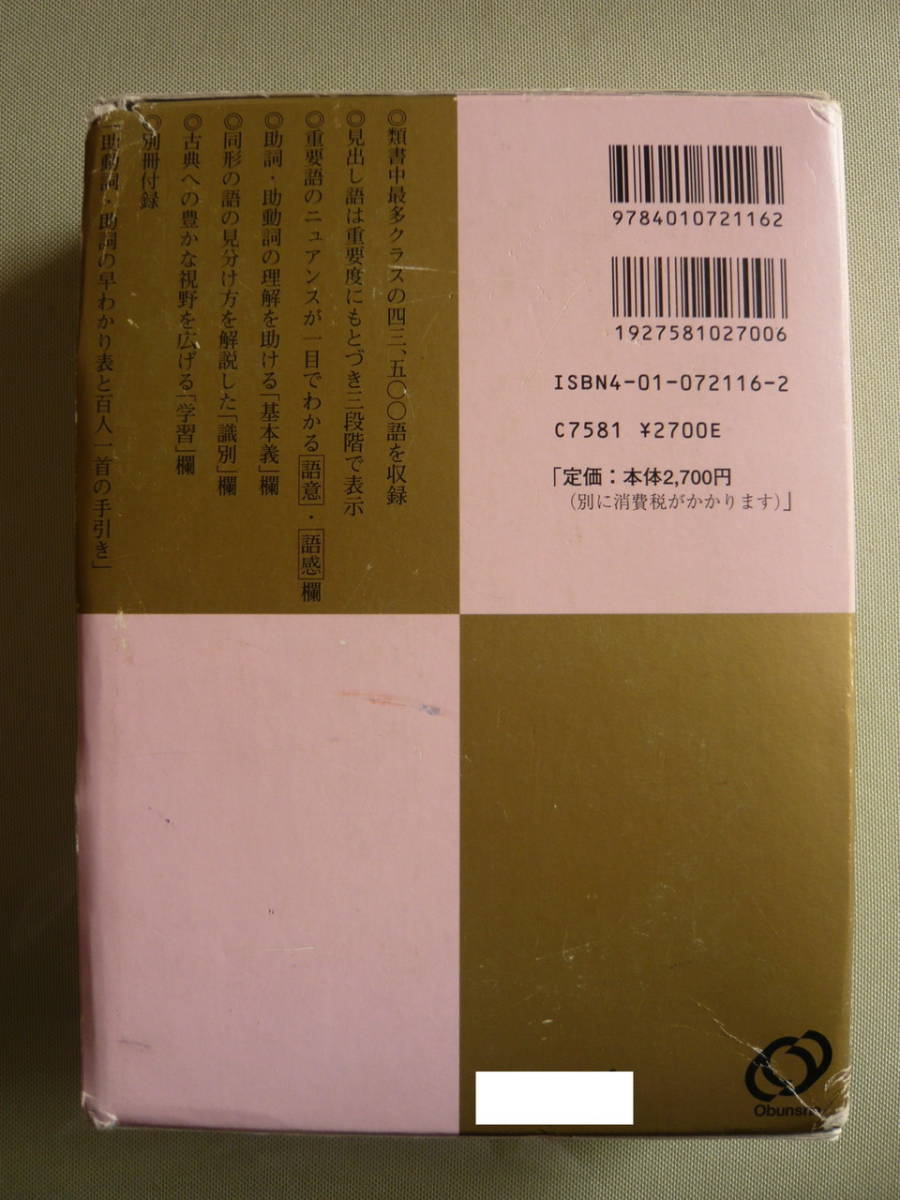 ◎類書中最多クラスの四三、五〇〇語を収録
◎見出し語は重要度にもとづき三段階で表示
◎重要語のニュアンスが一目でわかる語意・語感欄
◎助詞・助動詞の理解を助ける「基本義」欄
◎同形の語の見分け方を解説した「識別」欄
◎古典への豊かな視野を広げる「学習」欄
◎別冊付録
「助動詞・助詞の早わかり表と百人一首の手引き」
9784010721162
1927581027006
ISBN4-01-072116-2
C7581 ¥2700E
「定価：本体2,700円
(別に消費税がかかります)」
Obunsha